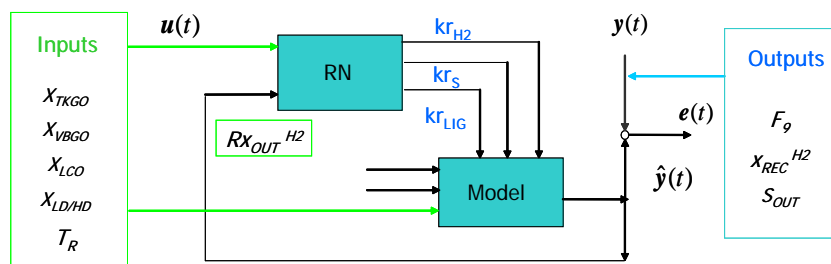 Inputs
X_TKGO
X_VBGO
X_LCO
X_LD/HD
T_R
u(t)
RN
Rx_OUT^H2
kr_H2
kr_S
kr_LIG
Model
y(t)
e(t)
ŷ(t)
Outputs
F_9
x_REC^H2
S_OUT